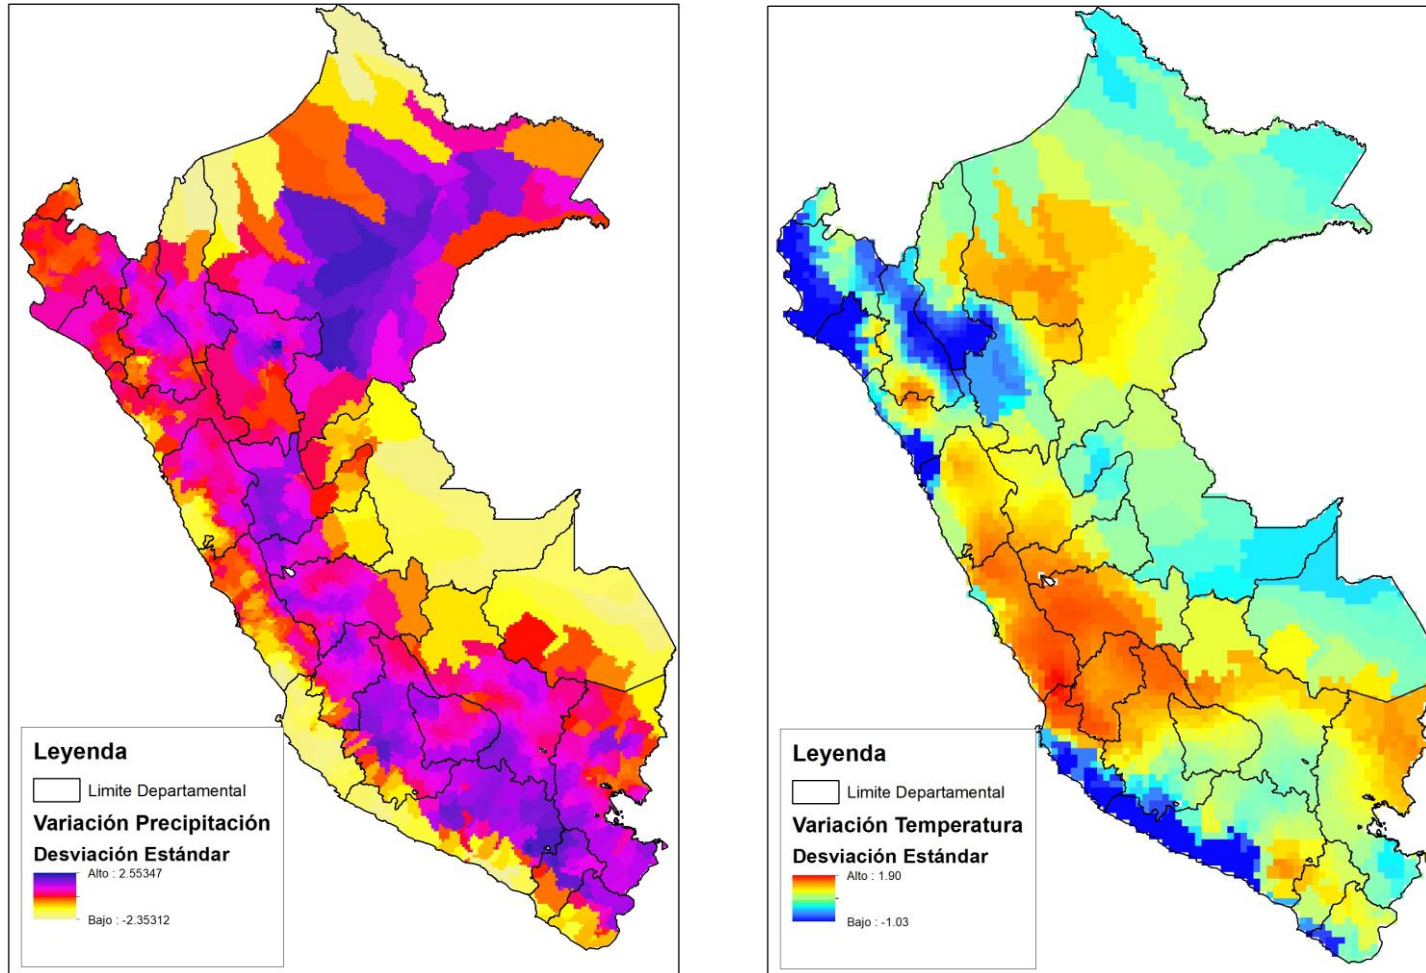 Leyenda
Limite Departamental
Variación Precipitación
Desviación Estándar
Alto : 2.55347
Bajo : -2.35312
Leyenda
Limite Departamental
Variación Temperatura
Desviación Estándar
Alto : 1.90
Bajo : -1.03